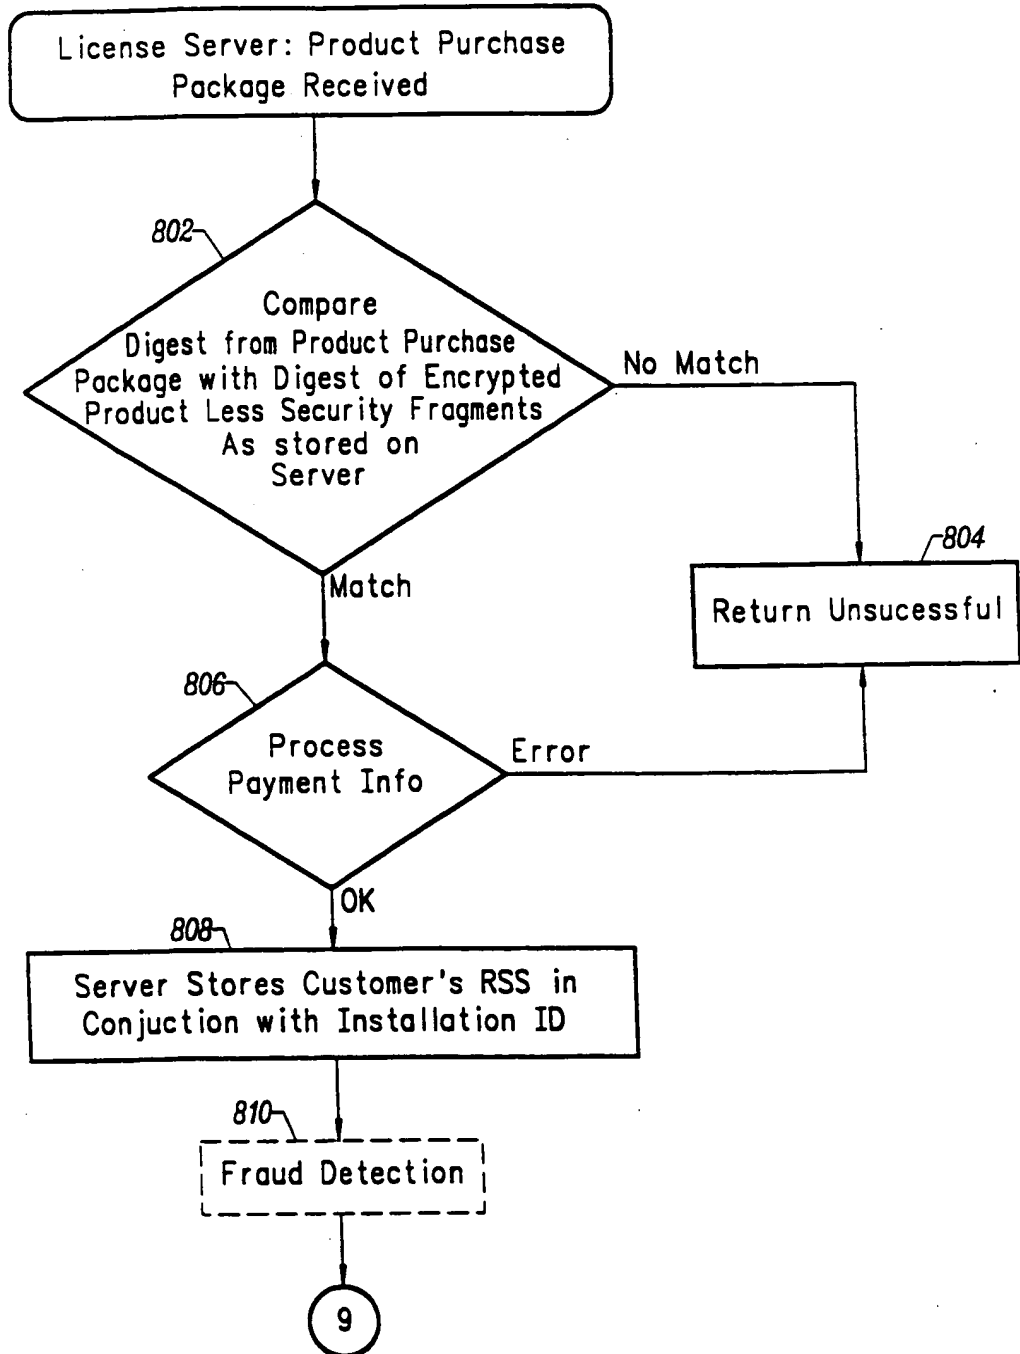 License Server: Product Purchase
Package Received
802
Compare
Digest from Product Purchase
Package with Digest of Encrypted
Product Less Security Fragments
As stored on
Server
No Match
804
Return Unsucessful
Match
806
Process
Payment Info
Error
OK
808
Server Stores Customer's RSS in
Conjuction with Installation ID
810
Fraud Detection
9